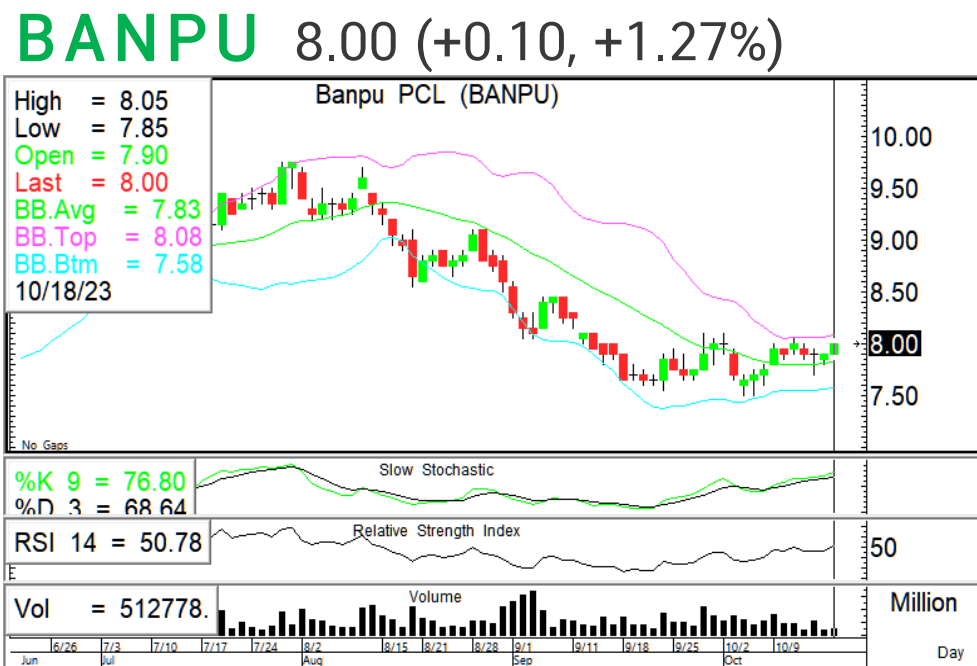 BANPU 8.00 (+0.10, +1.27%)
Banpu PCL (BANPU)
High = 8.05
Low = 7.85
Open = 7.90
Last = 8.00
BB.Avg = 7.83
BB.Top = 8.08
BB.Btm = 7.58
10/18/23
10.00
9.50
9.00
8.50
8.00
7.50
No Gaps
Slow Stochastic
%K 9 = 76.80
%D 3 = 68.64
Relative Strength Index
RSI 14 = 50.78
50
Volume
Vol = 512778.
Million
6/26 7/3 7/10 7/17 7/24 8/2 8/15 8/21 8/28 9/1 9/11 9/18 9/25 10/2 10/9
Jun Jul Aug Sep Oct
Day